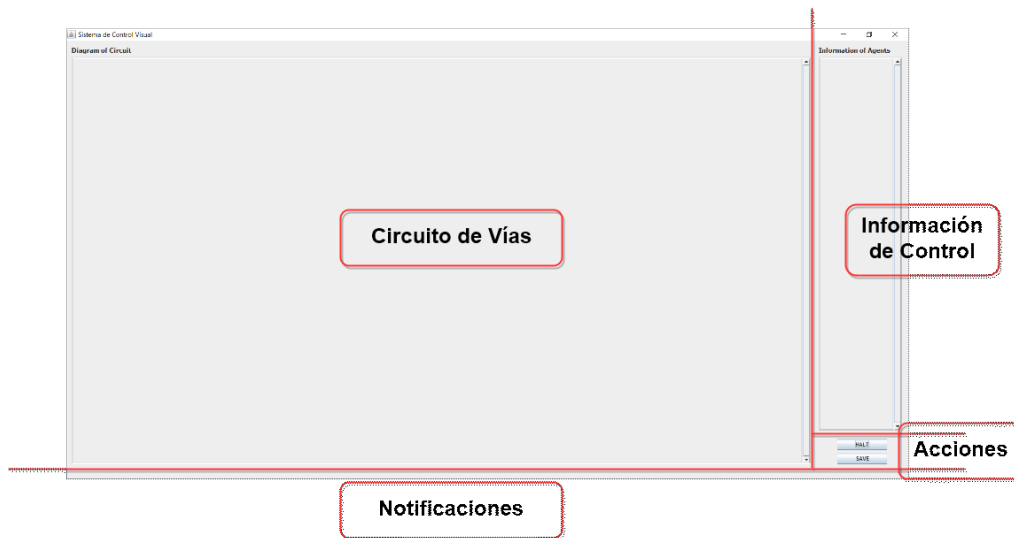 Sistema de Control Visual
Diagram of Circuit
Information of Agents
Circuito de Vías
Información
de Control
HALT
SAVE
Acciones
Notificaciones